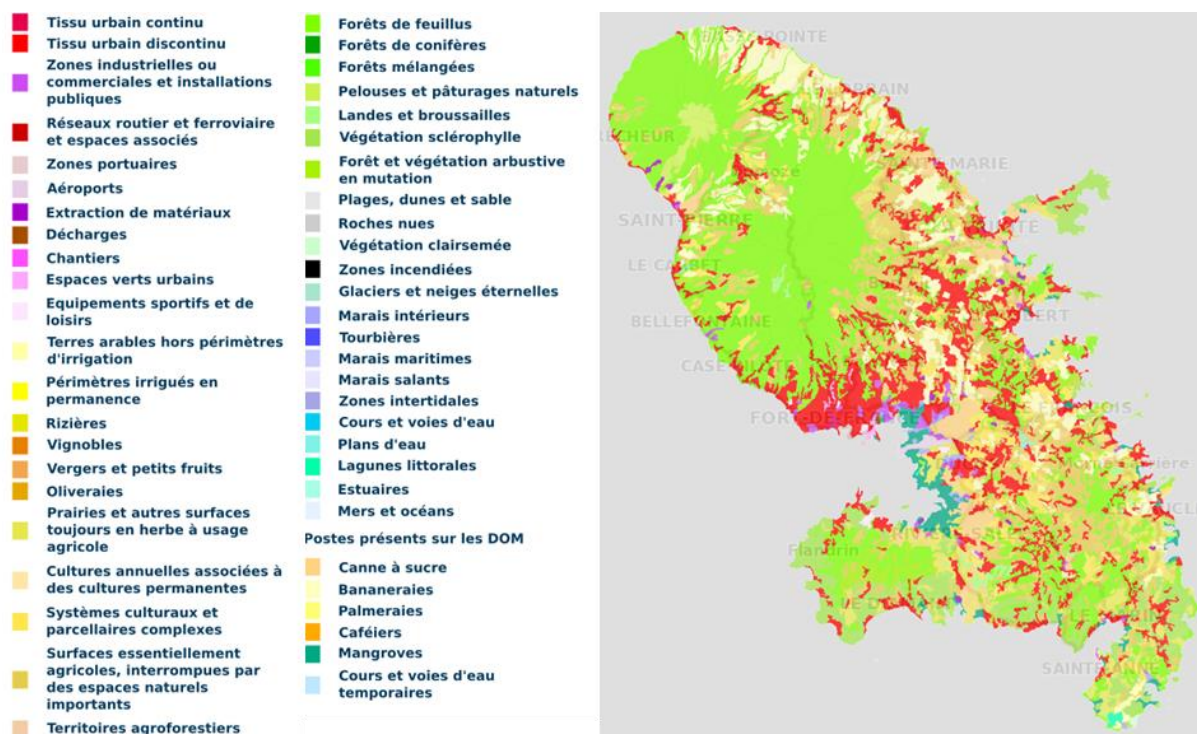 Tissu urbain continu
Tissu urbain discontinu
Zones industrielles ou
commerciales et installations
publiques
Réseaux routier et ferroviaire
et espaces associés
Zones portuaires
Aéroports
Extraction de matériaux
Décharges
Chantiers
Espaces verts urbains
Equipements sportifs et de
loisirs
Terres arables hors périmètres
d'irrigation
Périmètres irrigués en
permanence
Rizières
Vignobles
Vergers et petits fruits
Oliveraies
Prairies et autres surfaces
toujours en herbe à usage
agricole
Cultures annuelles associées à
des cultures permanentes
Systèmes culturaux et
parcellaires complexes
Surfaces essentiellement
agricoles, interrompues par
des espaces naturels
importants
Territoires agroforestiers
Forêts de feuillus
Forêts de conifères
Forêts mélangées
Pelouses et pâturages naturels
Landes et broussailles
Végétation sclérophylle
Forêt et végétation arbustive
en mutation
Plages, dunes et sable
Roches nues
Végétation clairsemée
Zones incendiées
Glaciers et neiges éternelles
Marais intérieurs
Tourbières
Marais maritimes
Marais salants
Zones intertidales
Cours et voies d'eau
Plans d'eau
Lagunes littorales
Estuaires
Mers et océans
Postes présents sur les DOM
Canne à sucre
Bananeraies
Palmeraies
Caféiers
Mangroves
Cours et voies d'eau
temporaires
SAINTE-MARIE
SAINT-PIERRE
LE CARBET
BELLEFONTAINE
CASE-PILOTE
FORT-DE-FRANCE
Flandrin
SAINTE-ANNE